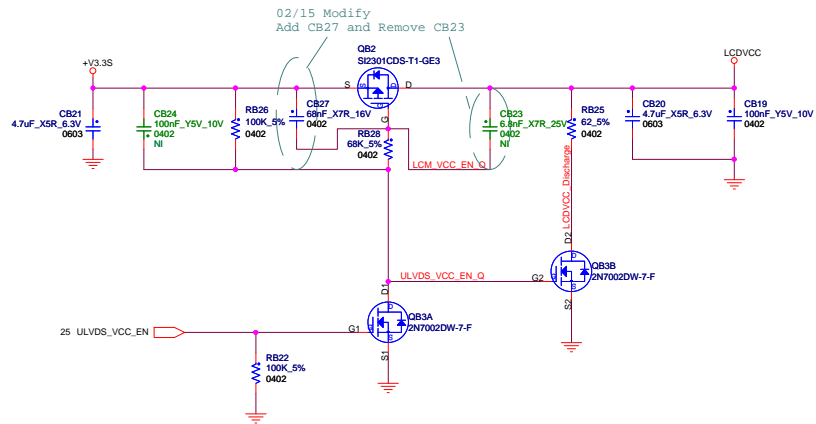 02/15 Modify
Add CB27 and Remove CB23
+V3.3S
QB2
SI2301CDS-T1-GE3
LCDVCC
S
D
G
CB21
4.7uF_X5R_6.3V
0603
CB24
100nF_Y5V_10V
0402
NI
RB26
100K_5%
0402
CB27
68nF_X7R_16V
0402
RB28
68K_5%
0402
CB23
6.8nF_X7R_25V
0402
NI
RB25
62_5%
0402
CB20
4.7uF_X5R_6.3V
0603
CB19
100nF_Y5V_10V
0402
LCM_VCC_EN_Q
LCDVCC_Discharge
ULVDS_VCC_EN_Q
D2
G2
S2
QB3B
2N7002DW-7-F
D1
G1
S1
QB3A
2N7002DW-7-F
25 ULVDS_VCC_EN
RB22
100K_5%
0402